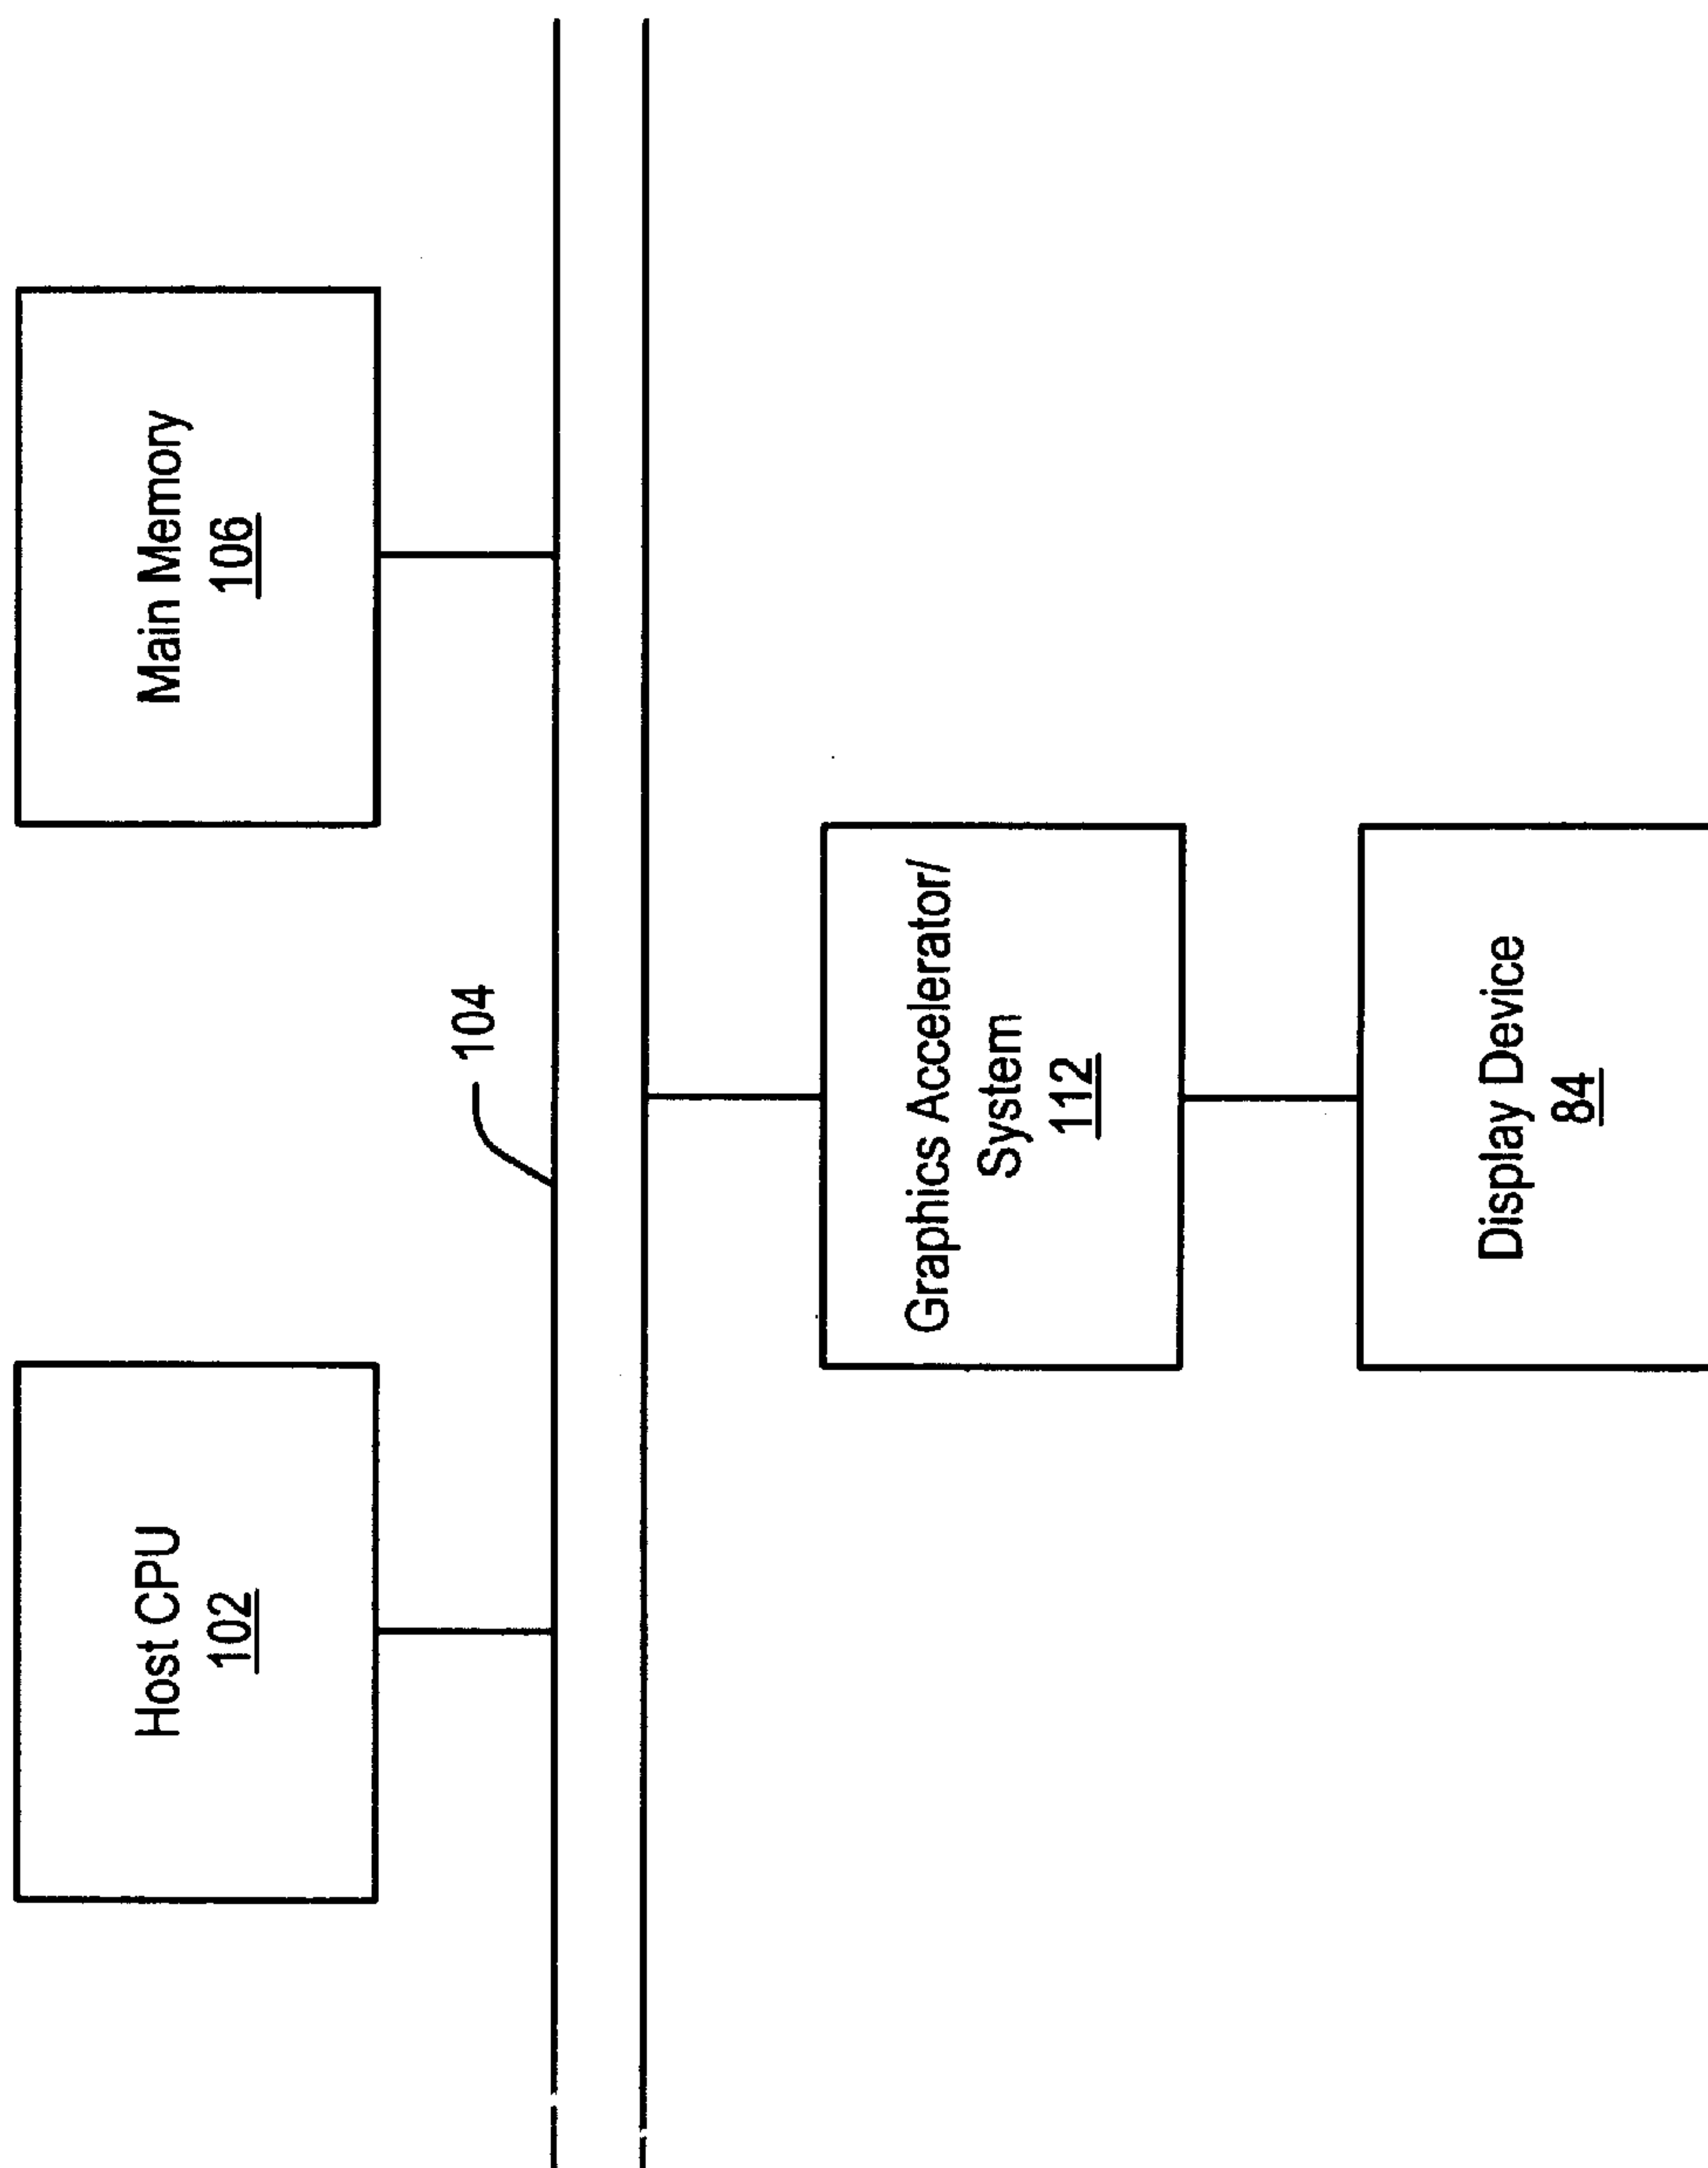 Host CPU
102
Main Memory
106
104
Graphics Accelerator/
System
112
Display Device
84